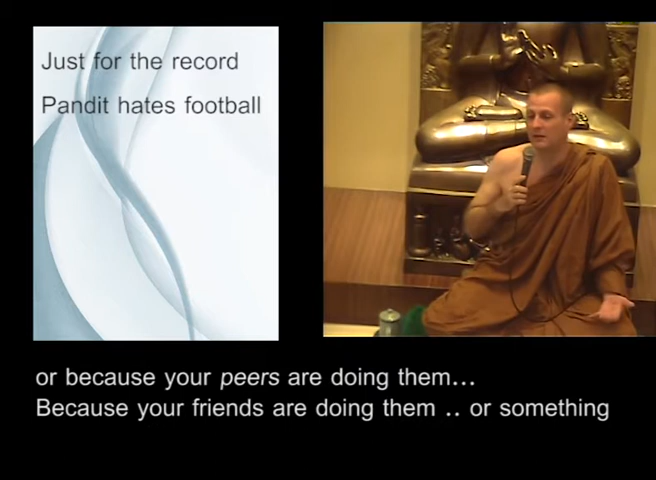 Just for the record
Pandit hates football
or because your peers are doing them...
Because your friends are doing them .. or something